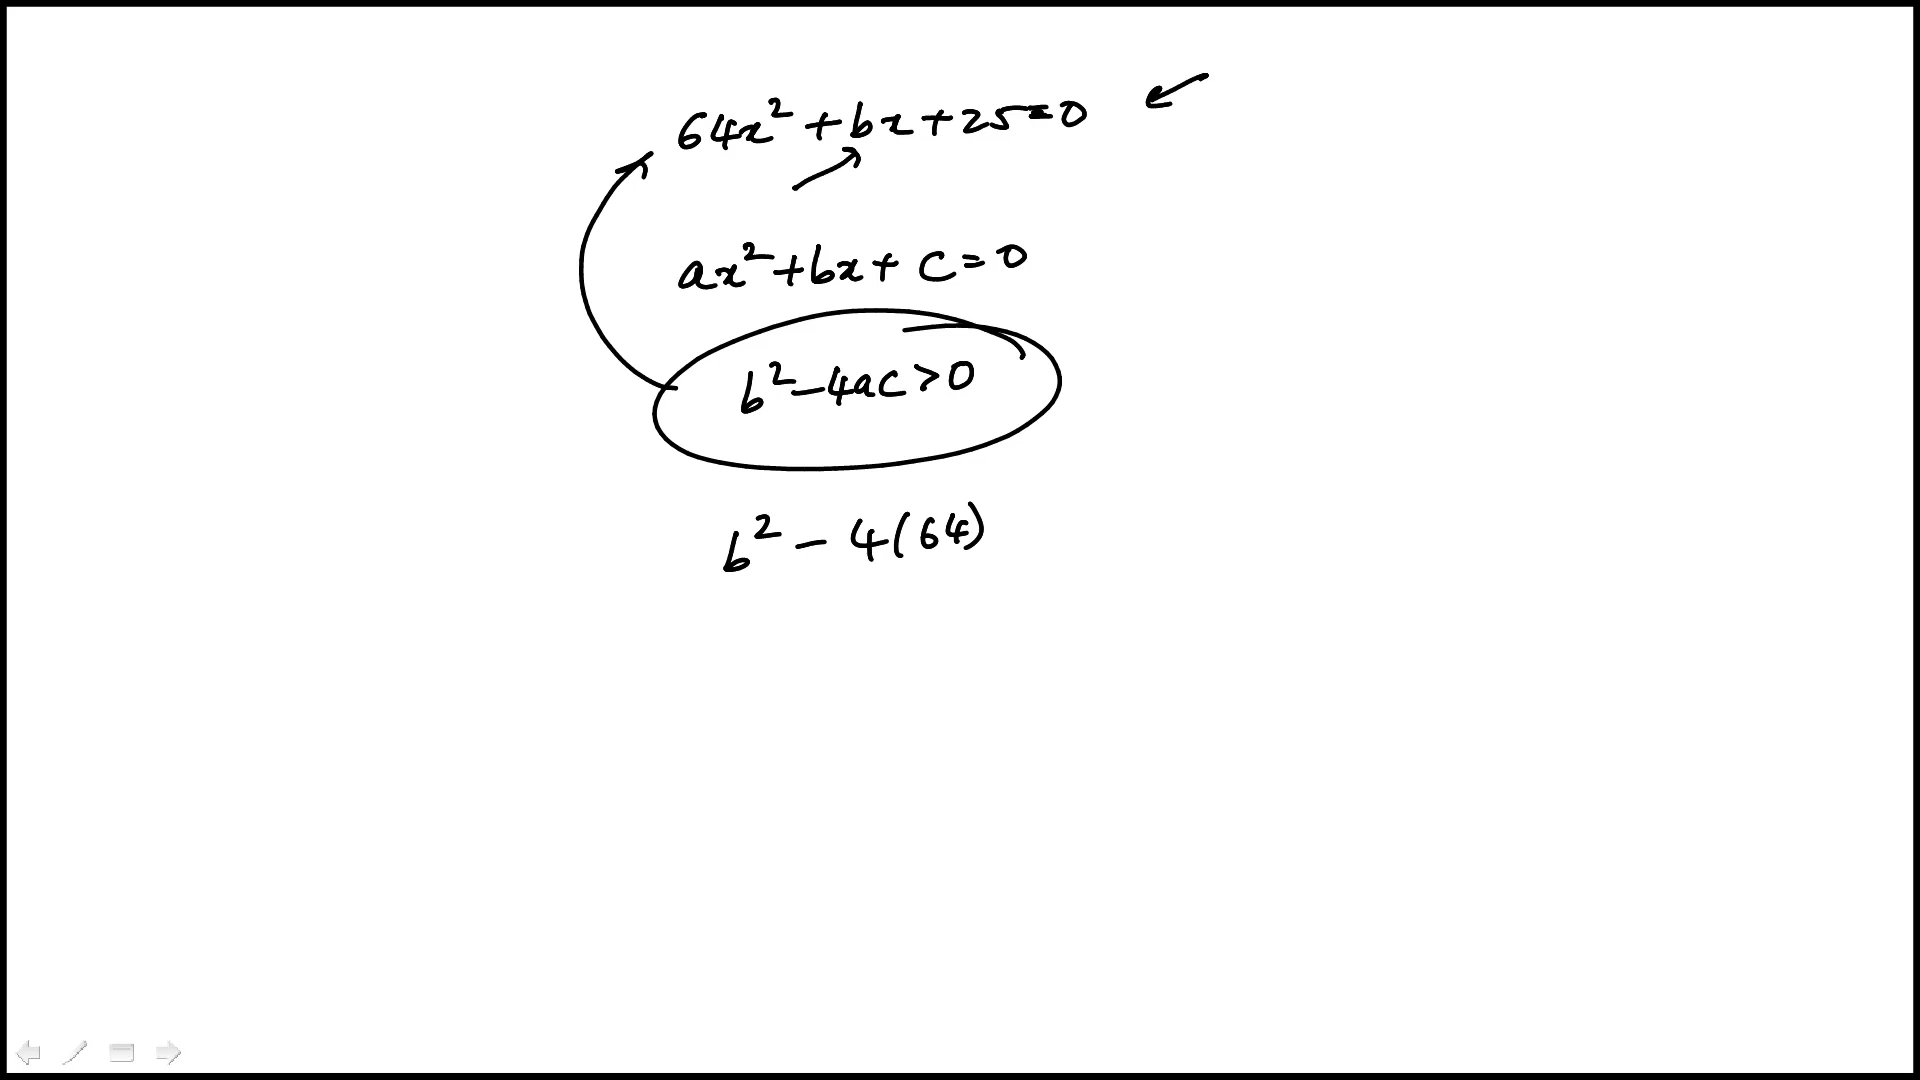 64x² + bx + 25 = 0
ax² + bx + c = 0
b² - 4ac > 0
b² - 4(64)